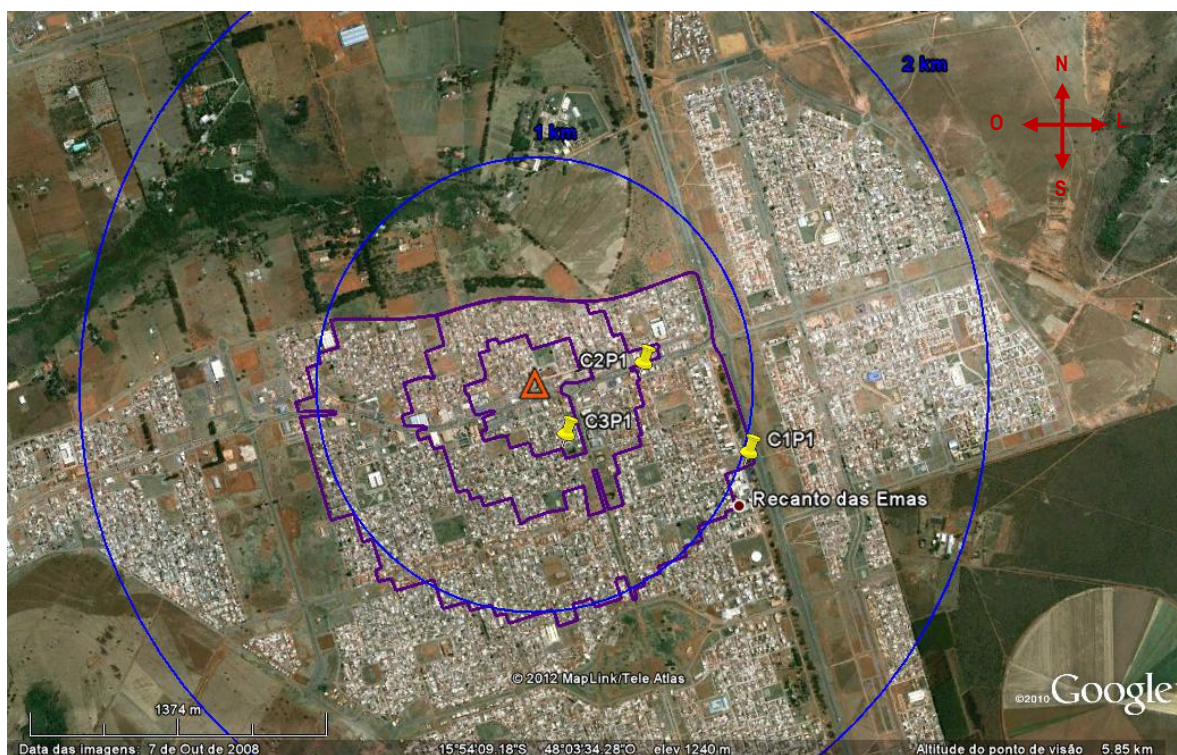 2 km
N
1 km
O
L
S
C2P1
C3P1
C1P1
Recanto das Emas
© 2012 MapLink/Tele Atlas
1374 m
©2010 Google
Data das imagens: 7 de Out de 2008
15°54'09.18"S 48°03'34.28"O elev 1240 m
Altitude do ponto de visão 5.85 km